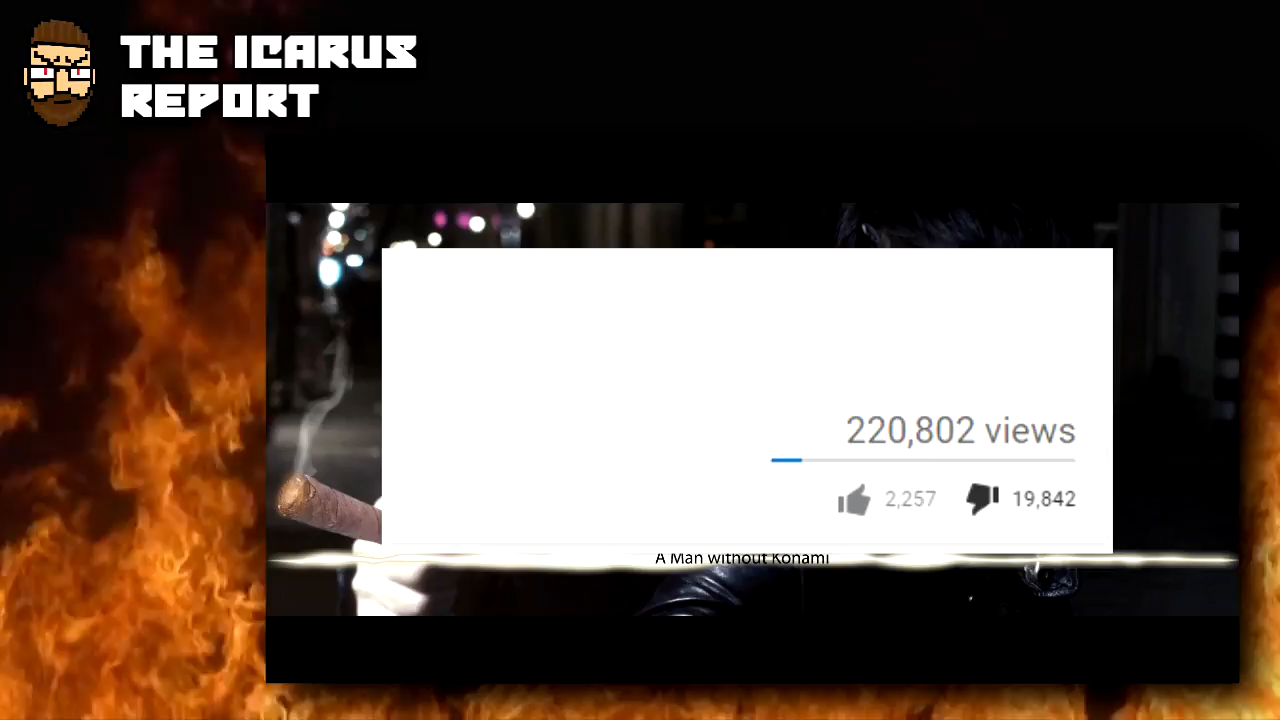 THE ICARUS
REPORT
220,802 views
2,257 19,842
A Man without Konami